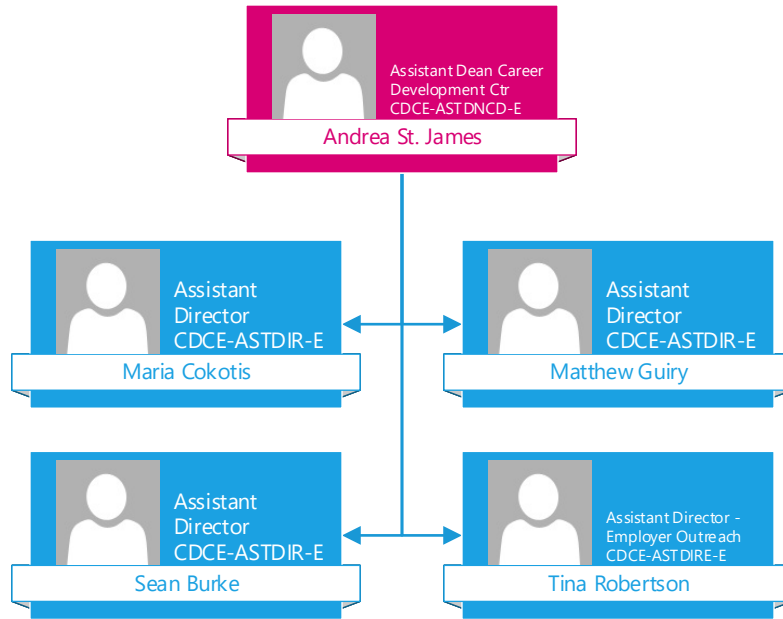 Assistant Dean Career
Development Ctr
CDCE-ASTDNCD-E
Andrea St. James
Assistant
Director
CDCE-ASTDIR-E
Maria Cokotis
Assistant
Director
CDCE-ASTDIR-E
Matthew Guiry
Assistant
Director
CDCE-ASTDIR-E
Sean Burke
Assistant Director -
Employer Outreach
CDCE-ASTDIRE-E
Tina Robertson